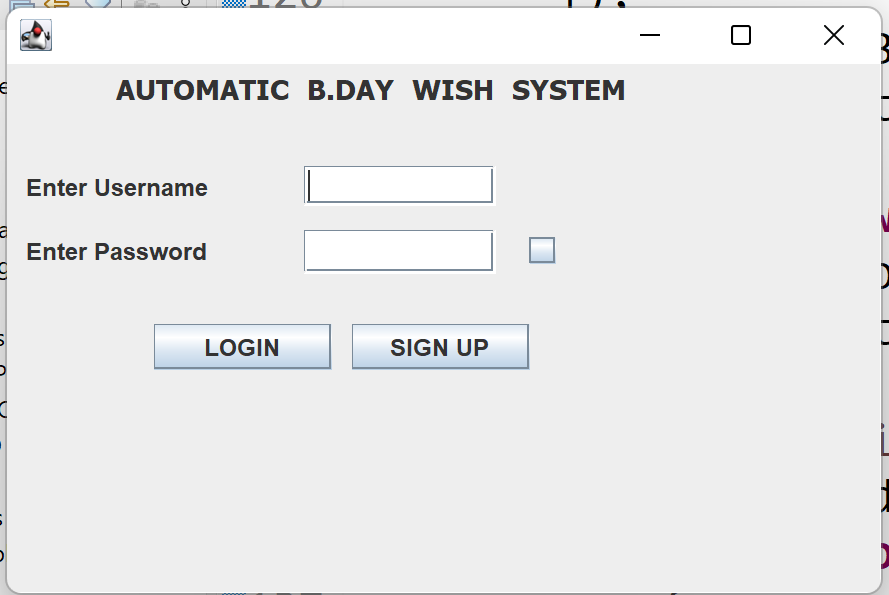 AUTOMATIC B.DAY WISH SYSTEM
Enter Username
Enter Password
LOGIN SIGN UP